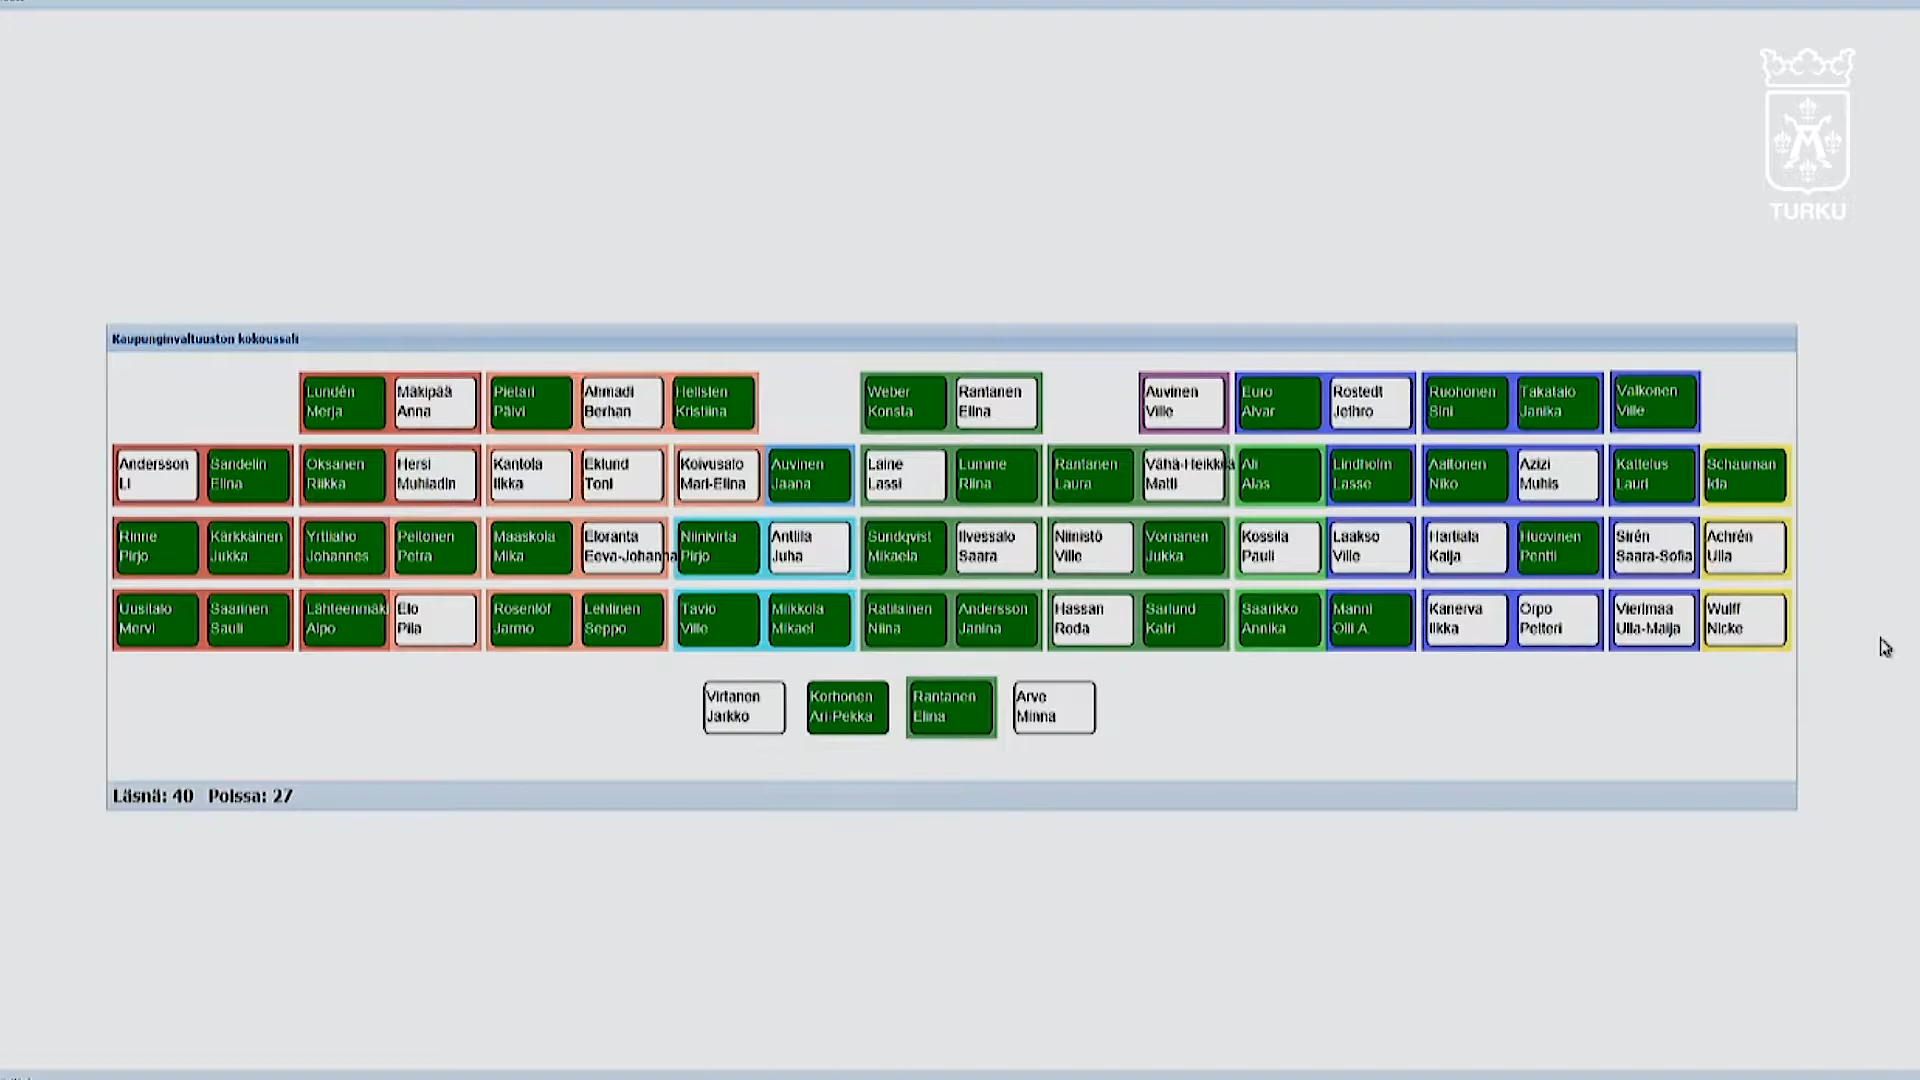 TURKU
Kaupunginvaltuuston kokoussali
Lundén Mäkipää Pietari Ahmadi Hellsten Weber Rantanen Auvinen Euro Rostedt Ruohonen Takatalo Valkonen
Merja Anna Päivi Berhan Kristiina Konsta Elina Ville Alvar Jethro Sini Janika Ville
Andersson Sandelin Oksanen Hersi Kantola Eklund Koivusalo Auvinen Laine Lumme Rantanen Vähä-Heikkilä Ali Lindholm Aaltonen Azizi Kattelus Schauman
Li Elina Riikka Muhladin Ilkka Toni Mari-Elina Jaana Lassi Riina Laura Matti Alas Lasse Niko Muhis Lauri Ida
Rinne Kärkkäinen Yrttiaho Peltonen Maaskola Eloranta Niinivirta Anttila Sundqvist Ilvessalo Niinistö Vornanen Kossila Laakso Hartiala Huovinen Sirén Achrén
Pirjo Jukka Johannes Petra Mika Eeva-Johanna Pirjo Juha Mikaela Saara Ville Jukka Pauli Ville Kaija Pentti Saara-Sofia Ulla
Uusitalo Saarinen Lähteenmäk Elo Rosenlöf Lehtinen Tavio Miikkola Ratilainen Andersson Hassan Sarlund Saarikko Manni Kanerva Orpo Vierimaa Wulff
Mervi Sauli Alpo Piia Jarmo Seppo Ville Mikael Niina Janina Roda Katri Annika Olli A Ilkka Petteri Ulla-Maija Nicke
Virtanen Korhonen Rantanen Arve
Jarkko Ari-Pekka Elina Minna
Läsnä: 40 Poissa: 27